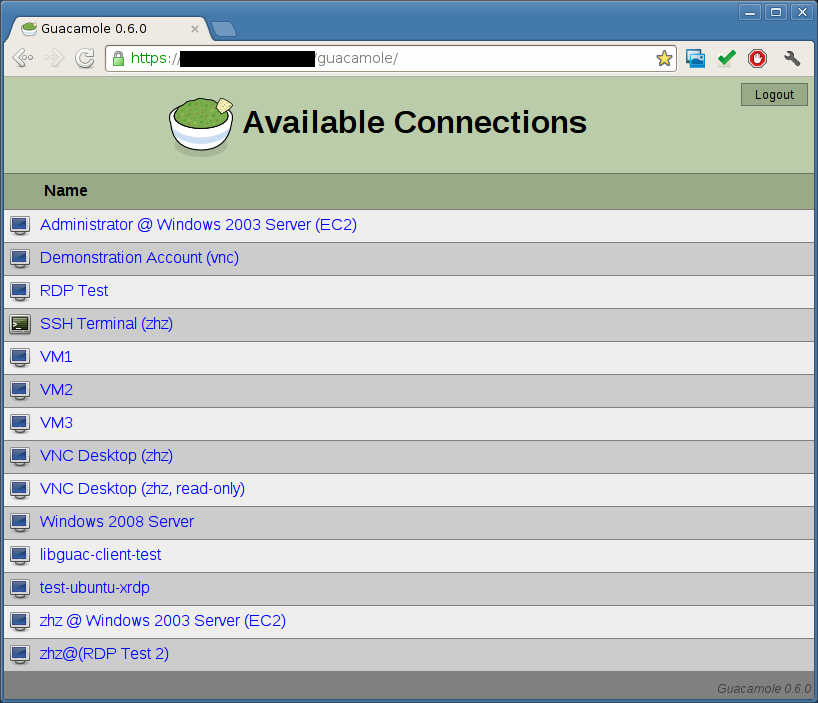 Guacamole 0.6.0
https:// /guacamole/
Logout
Available Connections
Name
Administrator @ Windows 2003 Server (EC2)
Demonstration Account (vnc)
RDP Test
SSH Terminal (zhz)
VM1
VM2
VM3
VNC Desktop (zhz)
VNC Desktop (zhz, read-only)
Windows 2008 Server
libguac-client-test
test-ubuntu-xrdp
zhz @ Windows 2003 Server (EC2)
zhz@(RDP Test 2)
Guacamole 0.6.0